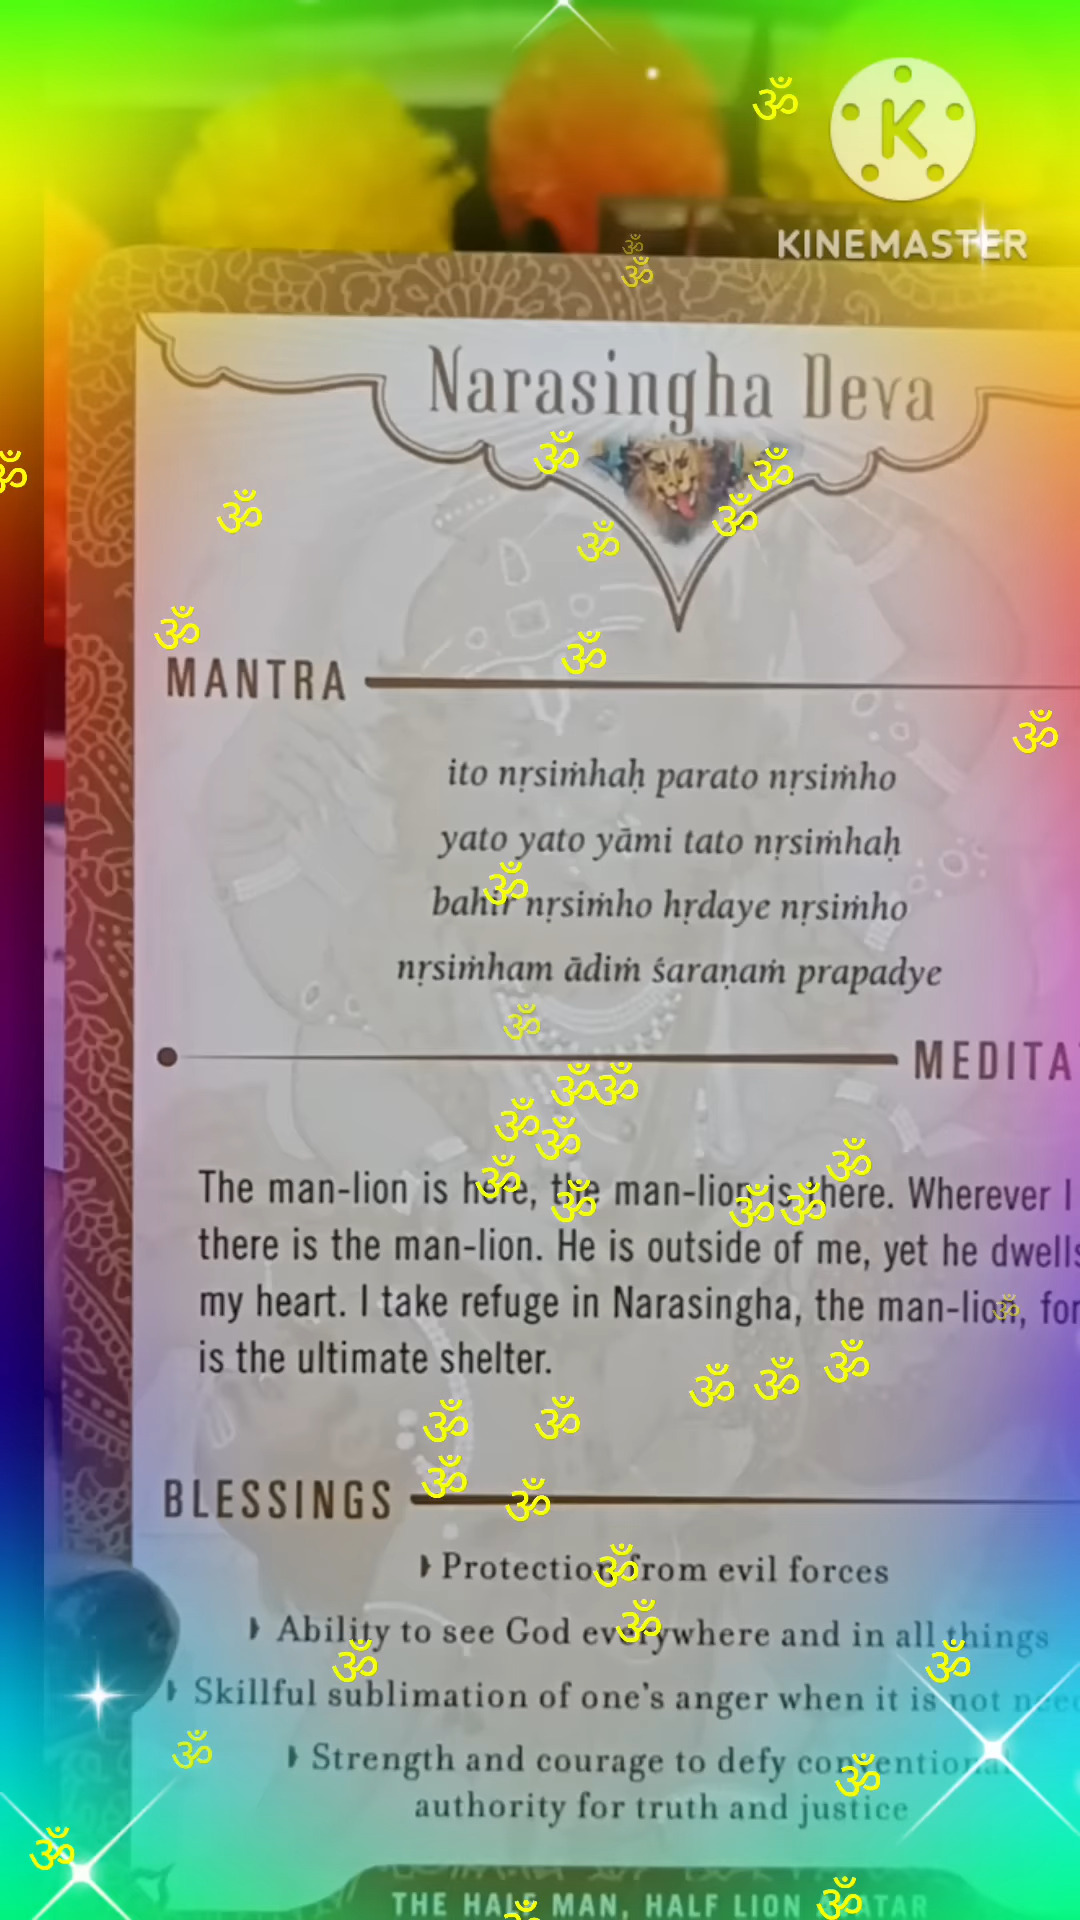 KINEMASTER
Narasingha Deva
MANTRA
ito nṛsiṁhaḥ parato nṛsiṁho
yato yato yāmi tato nṛsiṁhaḥ
bahir nṛsiṁho hṛdaye nṛsiṁho
nṛsiṁham ādiṁ śaraṇaṁ prapadye
MEDITA
The man-lion is here, the man-lion is there. Wherever I
there is the man-lion. He is outside of me, yet he dwells
my heart. I take refuge in Narasingha, the man-lion, for
is the ultimate shelter.
BLESSINGS
Protection from evil forces
Ability to see God everywhere and in all things
Skillful sublimation of one's anger when it is not
Strength and courage to defy conventional
authority for truth and justice
THE HALF MAN, HALF LION AVATAR